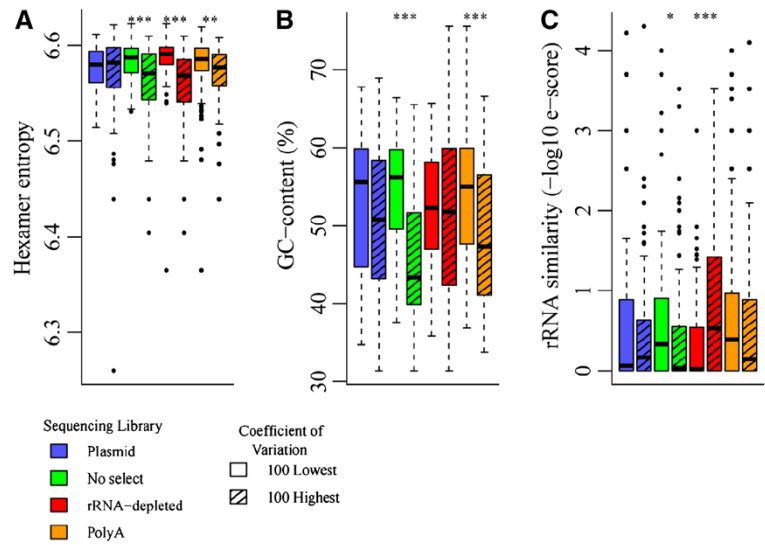 A
B
C
*** *** **
*** ***
* ***
Hexamer entropy
6.6
6.5
6.4
6.3
GC−content (%)
70
60
50
40
30
rRNA similarity (−log10 e−score)
4
3
2
1
0
Sequencing Library
Plasmid
No select
rRNA−depleted
PolyA
Coefficient of
Variation
100 Lowest
100 Highest